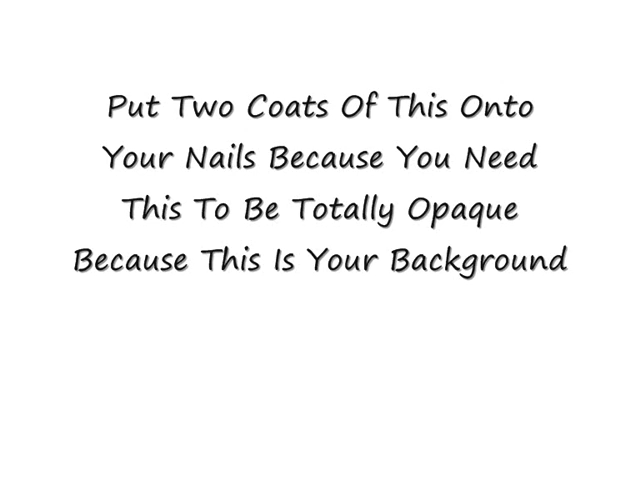 Put Two Coats Of This Onto
Your Nails Because You Need
This To Be Totally Opaque
Because This Is Your Background